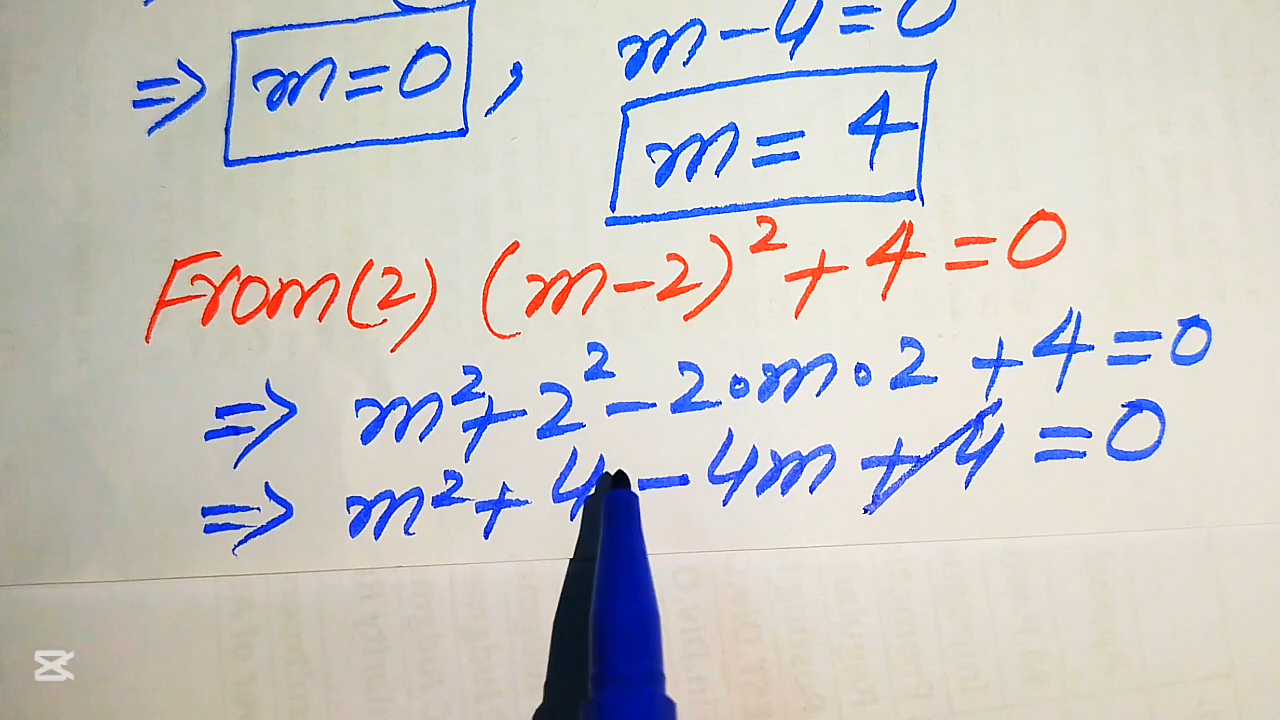 m-4=0
⇒ m=0, m=4
From(2) (m-2)²+4=0
⇒ m²+2²-2•m•2+4=0
⇒ m²+4-4m+4=0